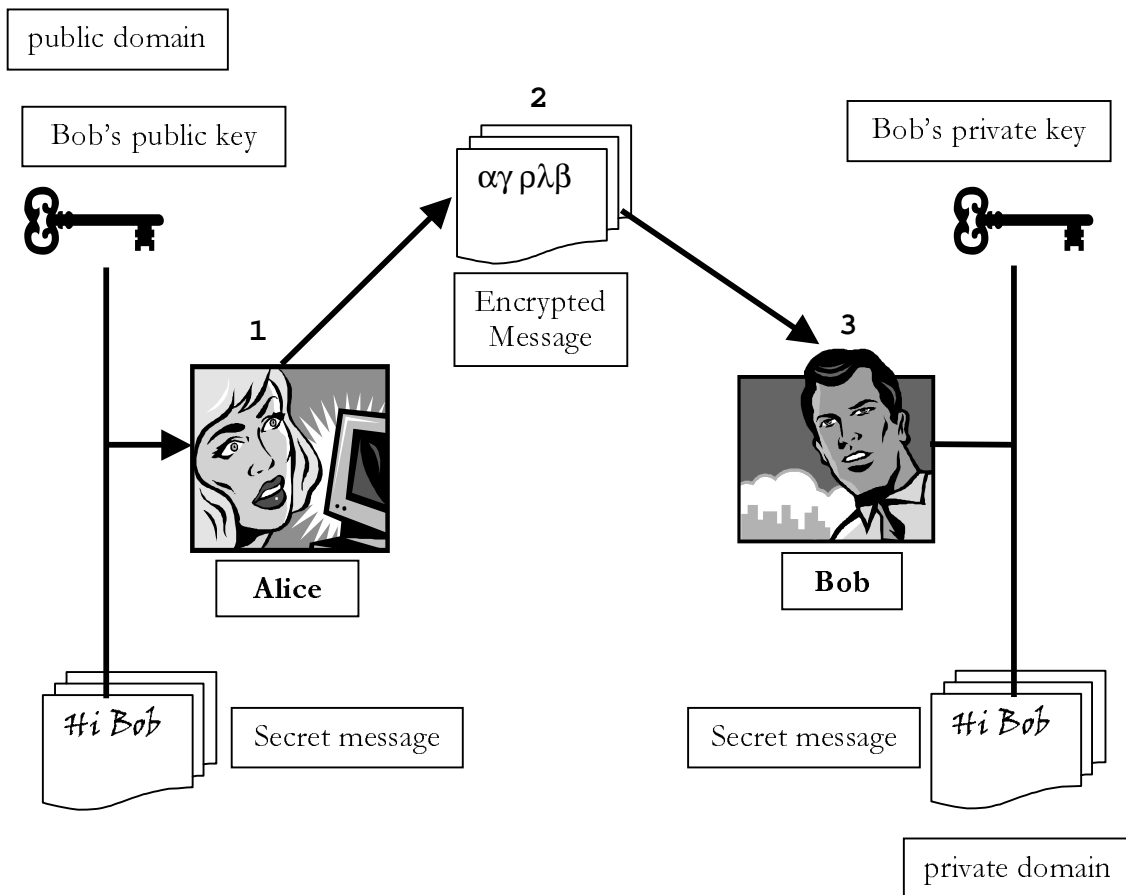 public domain
Bob’s public key
2
Bob’s private key
αγ ρλβ
Encrypted
Message
1
3
Alice
Bob
Hi Bob
Secret message
Secret message
Hi Bob
private domain